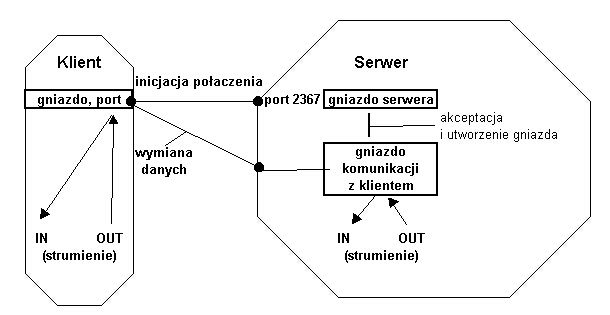 Klient
Serwer
inicjacja połaczenia
gniazdo, port
port 2367
gniazdo serwera
akceptacja
i utworzenie gniazda
wymiana
danych
gniazdo
komunikacji
z klientem
IN
OUT
(strumienie)
IN
OUT
(strumienie)